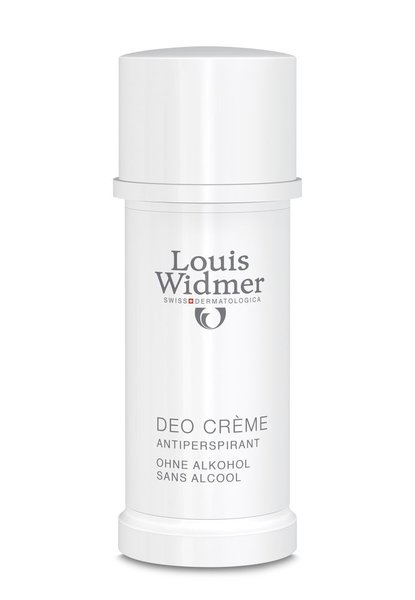 Louis
Widmer
SWISS DERMATOLOGICA
DEO CRÈME
ANTIPERSPIRANT
OHNE ALKOHOL
SANS ALCOOL